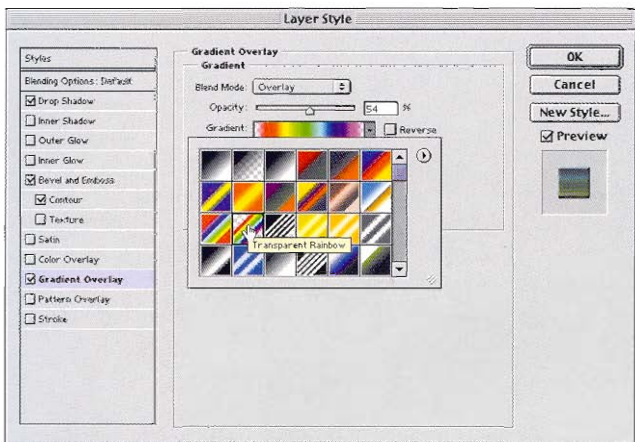 Layer Style
Styles
Blending Options: Default
Drop Shadow
Inner Shadow
Outer Glow
Inner Glow
Bevel and Emboss
Contour
Texture
Satin
Color Overlay
Gradient Overlay
Pattern Overlay
Stroke
Gradient Overlay
Gradient
Blend Mode: Overlay
Opacity: 54 %
Gradient: Reverse
Transparent Rainbow
OK
Cancel
New Style...
Preview